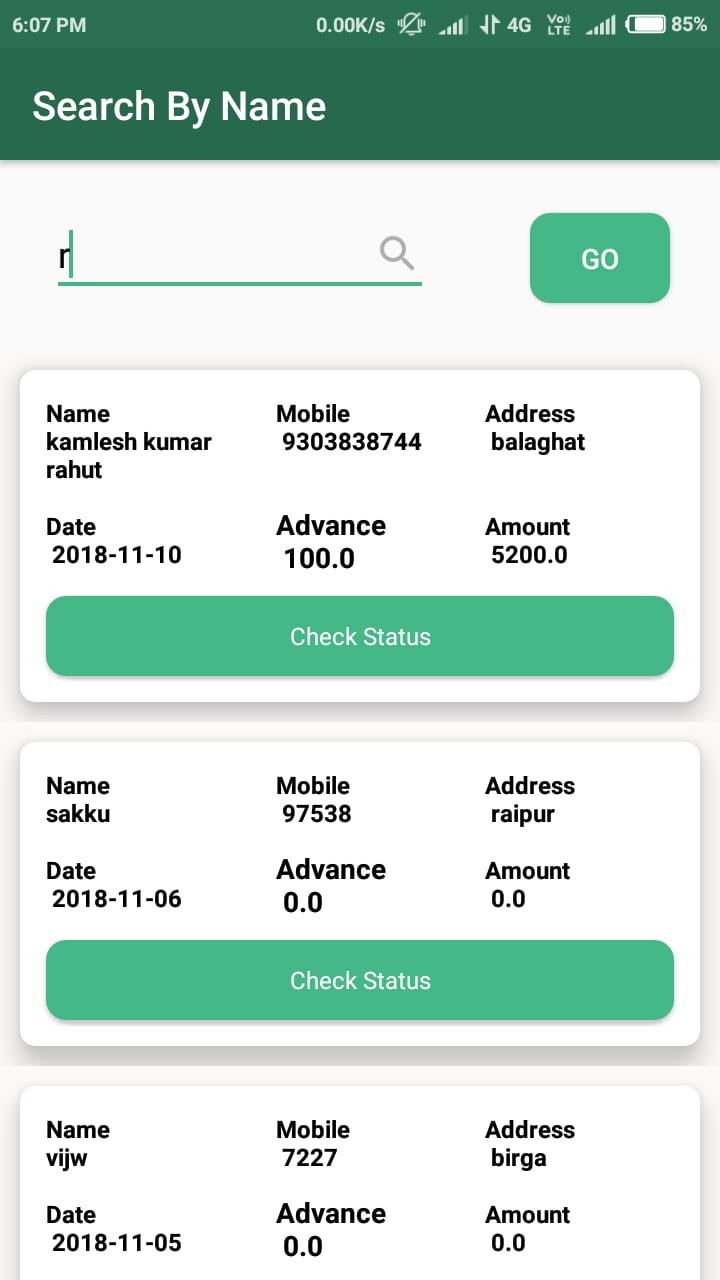 6:07 PM 0.00K/s 4G Vo)) LTE 85%
Search By Name
r
GO
Name Mobile Address
kamlesh kumar 9303838744 balaghat
rahut
Date Advance Amount
2018-11-10 100.0 5200.0
Check Status
Name Mobile Address
sakku 97538 raipur
Date Advance Amount
2018-11-06 0.0 0.0
Check Status
Name Mobile Address
vijw 7227 birga
Date Advance Amount
2018-11-05 0.0 0.0